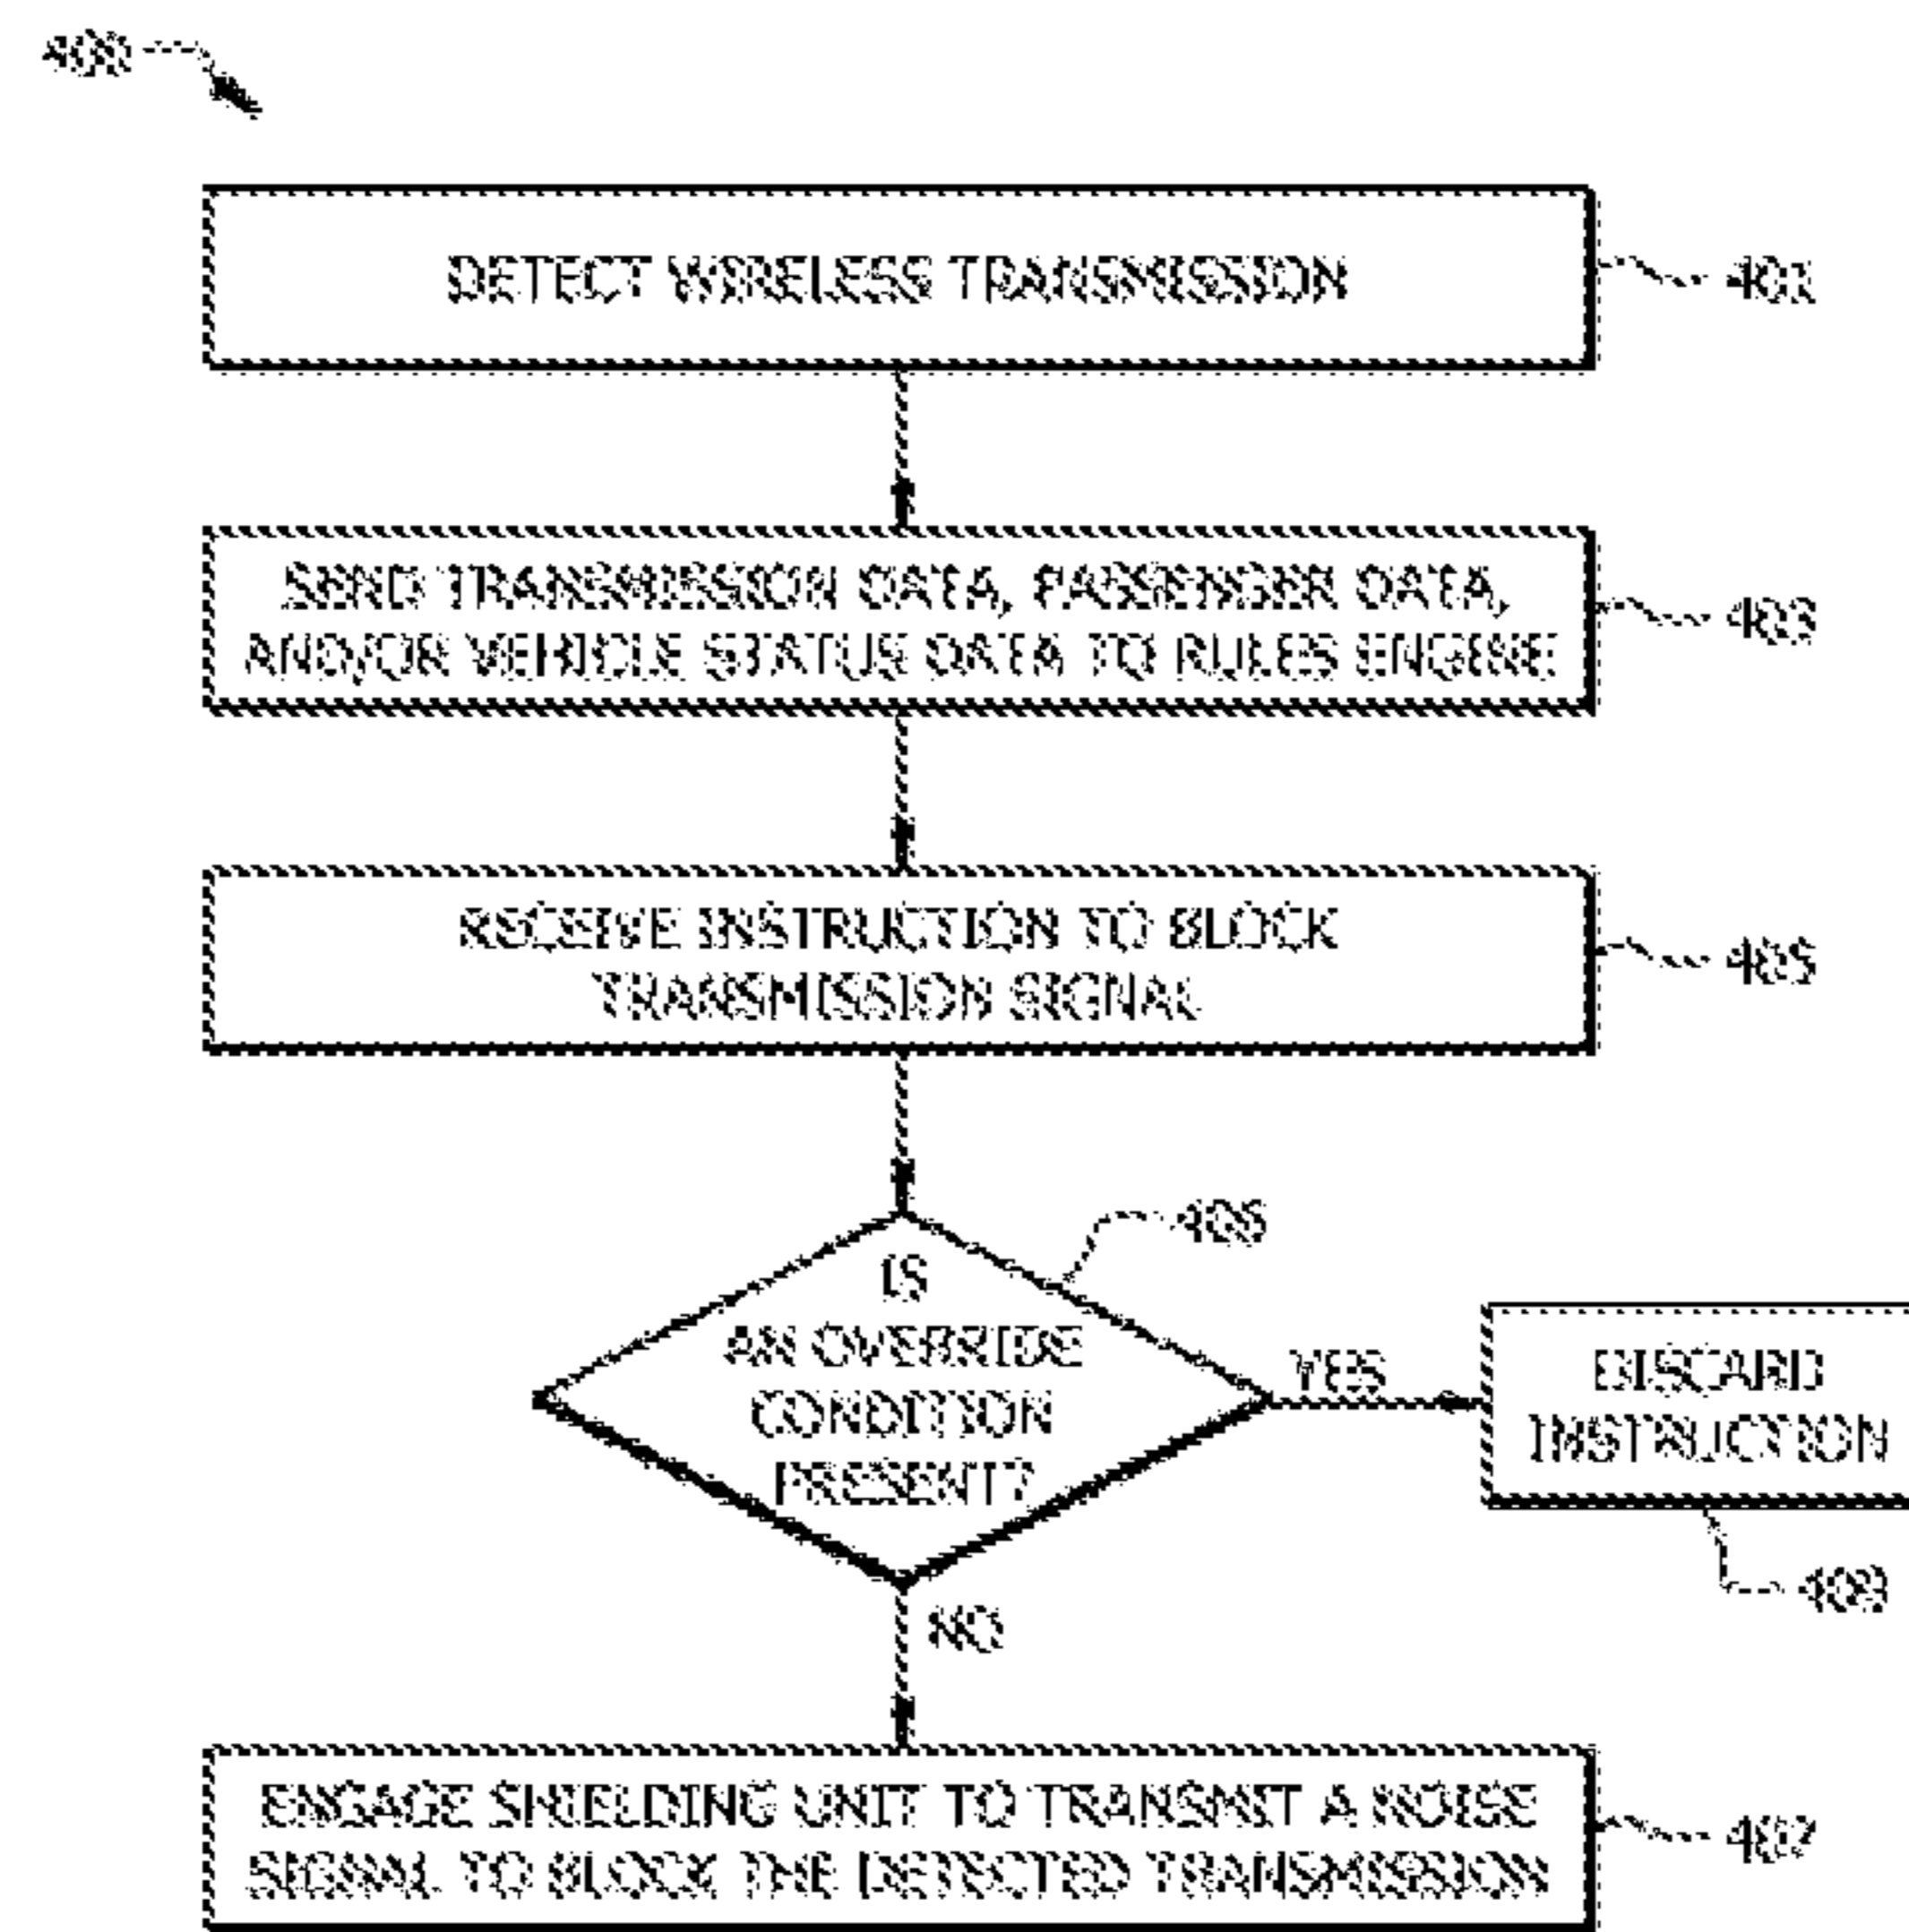 400
DETECT WIRELESS TRANSMISSION
401
SEND TRANSMISSION DATA, PASSENGER DATA,
AND/OR VEHICLE STATUS DATA TO RULES ENGINE
403
RECEIVE INSTRUCTION TO BLOCK
TRANSMISSION SIGNAL
405
IS
AN OVERRIDE
CONDITION
PRESENT?
YES
DISCARD
INSTRUCTION
409
NO
ENGAGE SHIELDING UNIT TO TRANSMIT A NOISE
SIGNAL TO BLOCK THE DETECTED TRANSMISSION
407